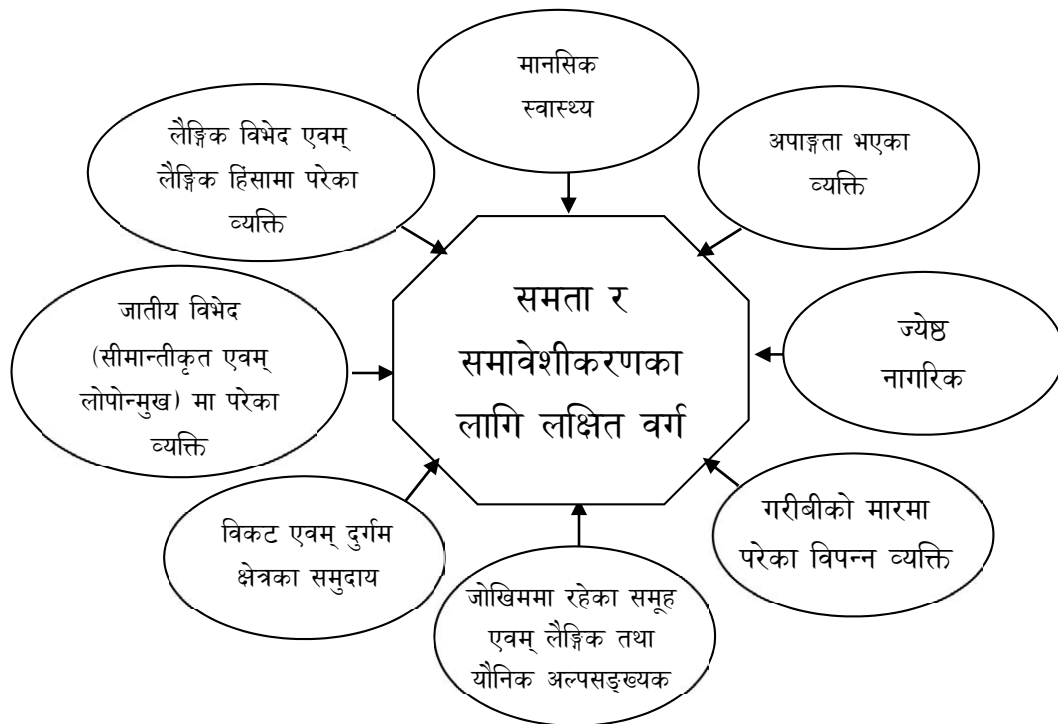 मानसिक
स्वास्थ्य
लैङ्गिक विभेद एवम्
लैङ्गिक हिंसामा परेका
व्यक्ति
अपाङ्गता भएका
व्यक्ति
समता र
समावेशीकरणका
लागि लक्षित वर्ग
जातीय विभेद
(सीमान्तीकृत एवम्
लोपोन्मुख) मा परेका
व्यक्ति
ज्येष्ठ
नागरिक
विकट एवम् दुर्गम
क्षेत्रका समुदाय
गरीबीको मारमा
परेका विपन्न व्यक्ति
जोखिममा रहेका समूह
एवम् लैङ्गिक तथा
यौनिक अल्पसङ्ख्यक